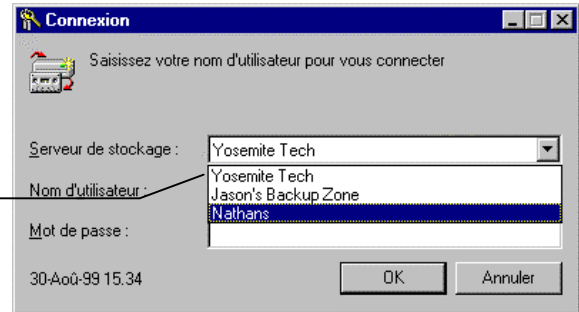 Connexion
Saisissez votre nom d'utilisateur pour vous connecter
Serveur de stockage :
Yosemite Tech
Yosemite Tech
Nom d'utilisateur :
Jason's Backup Zone
Nathans
Mot de passe :
30-Aoû-99 15.34
OK
Annuler